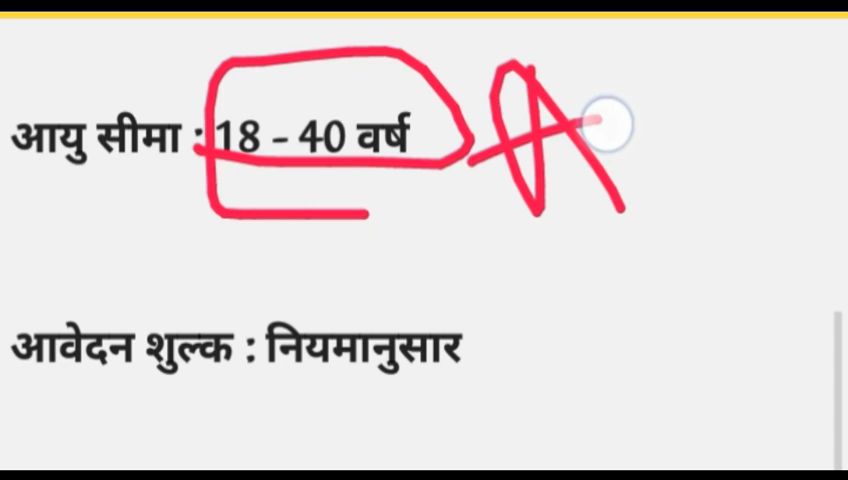 आयु सीमा : 18 - 40 वर्ष
आवेदन शुल्क : नियमानुसार